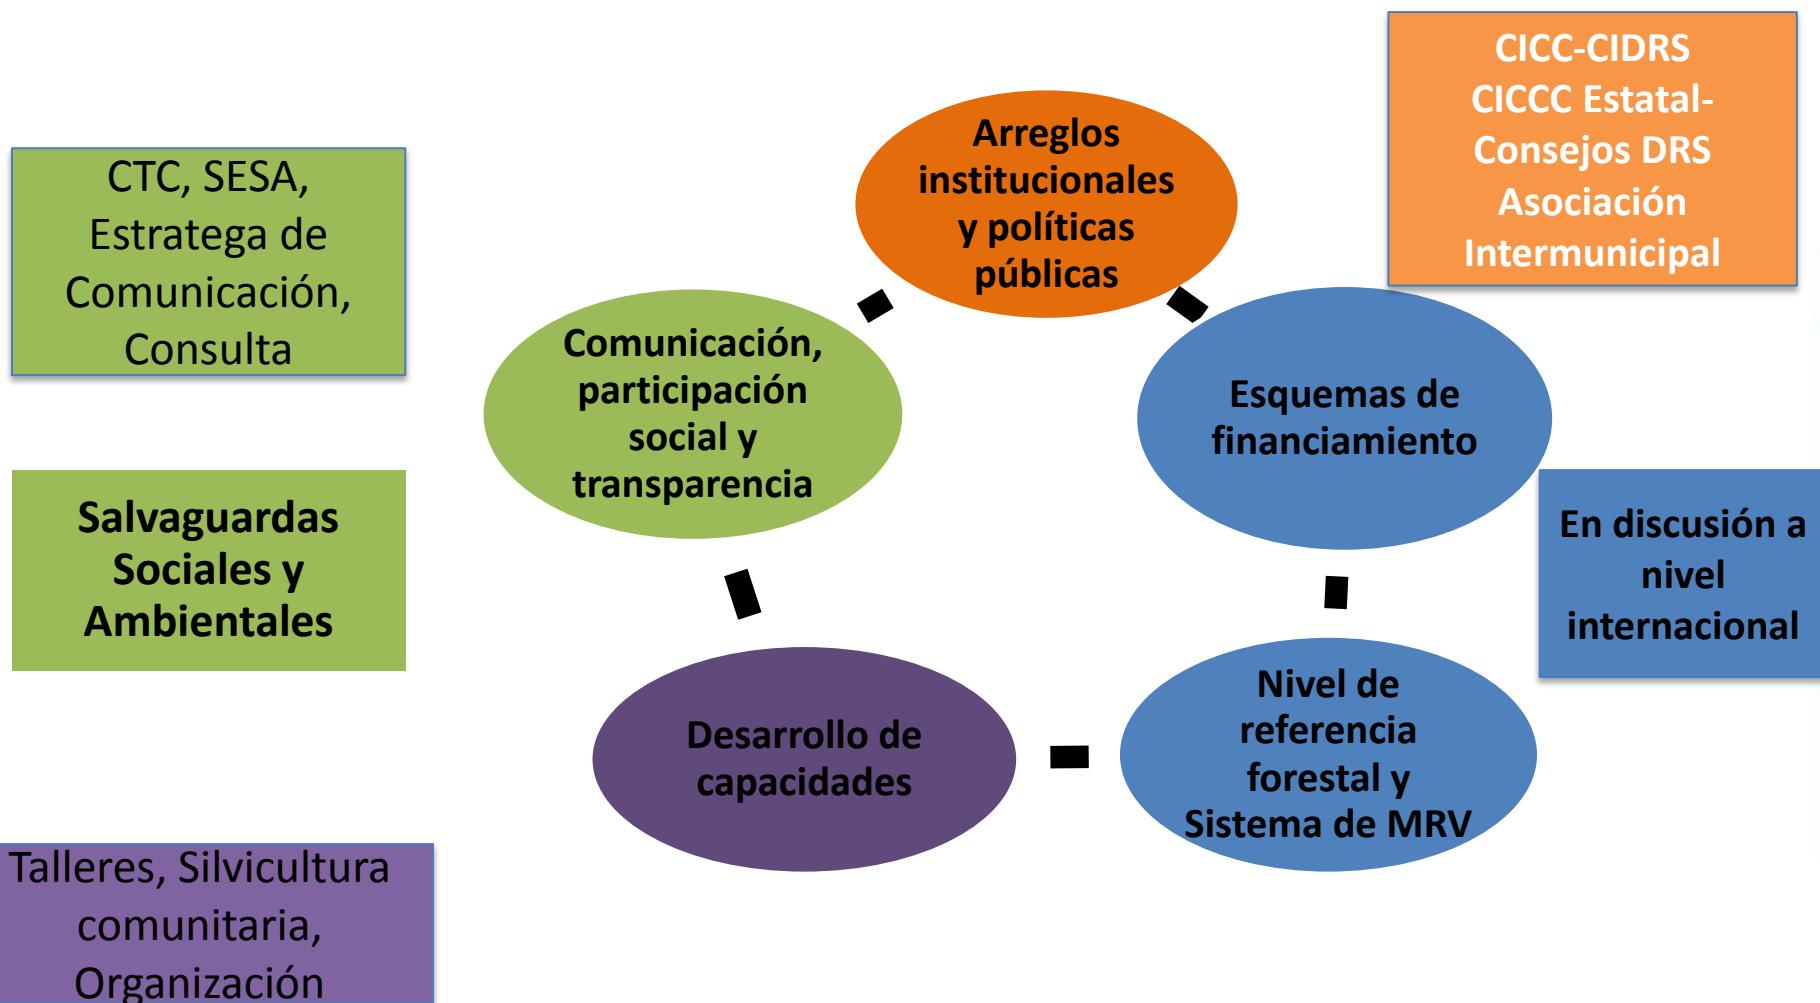 CICC-CIDRS
CICCC Estatal-
Consejos DRS
Asociación
Intermunicipal
Arreglos
institucionales
y políticas
públicas
CTC, SESA,
Estratega de
Comunicación,
Consulta
Comunicación,
participación
social y
transparencia
Esquemas de
financiamiento
Salvaguardas
Sociales y
Ambientales
En discusión a
nivel
internacional
Desarrollo de
capacidades
Nivel de
referencia
forestal y
Sistema de MRV
Talleres, Silvicultura
comunitaria,
Organización